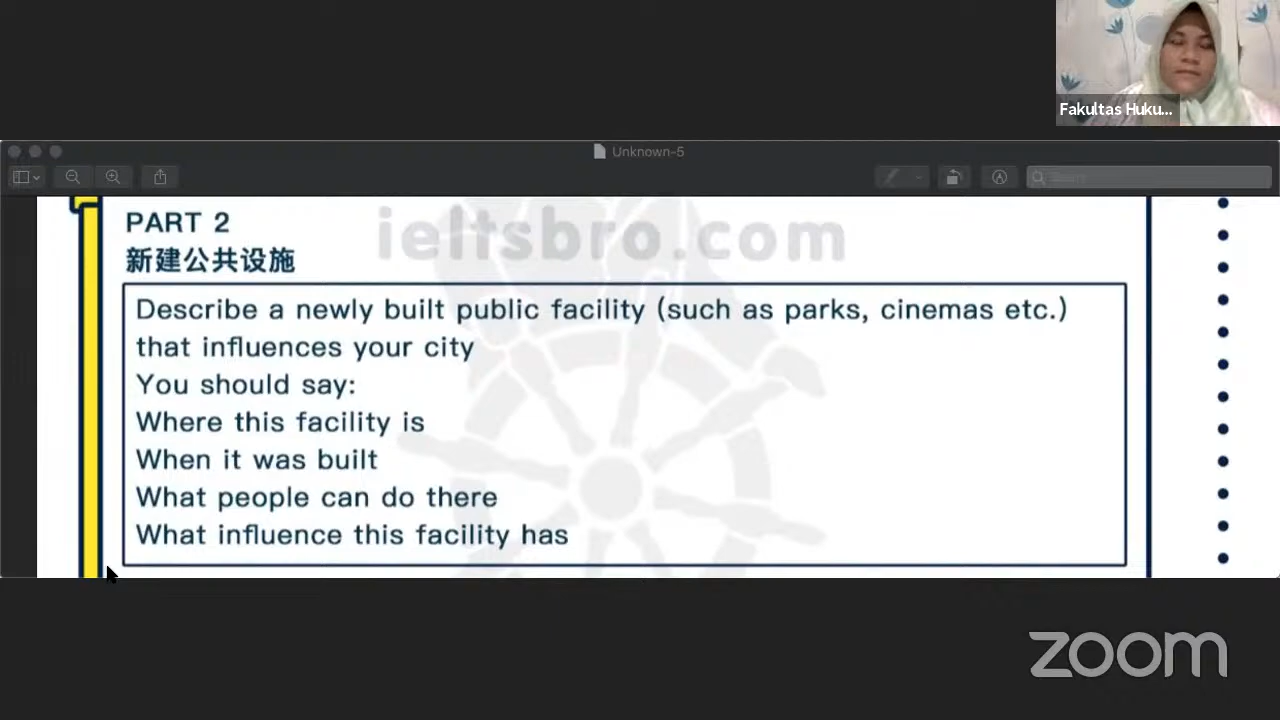 Fakultas Huku...
Unknown-5
PART 2
ieltsbro.com
新建公共设施
Describe a newly built public facility (such as parks, cinemas etc.)
that influences your city
You should say:
Where this facility is
When it was built
What people can do there
What influence this facility has
zoom